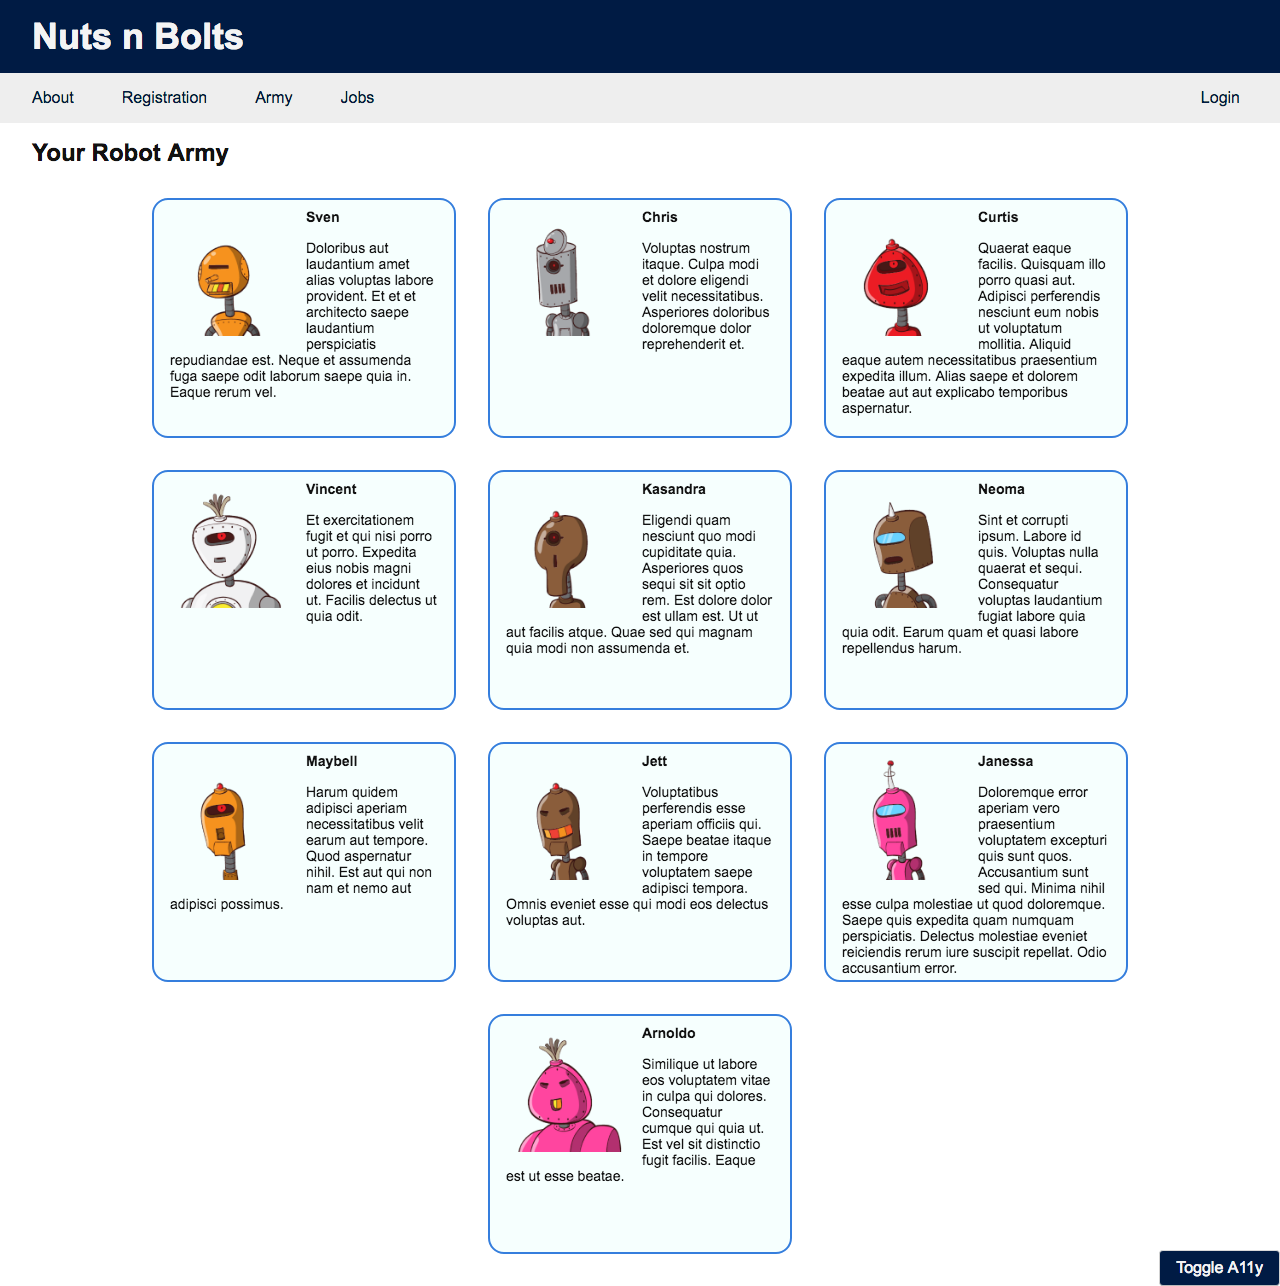 Nuts n Bolts
About Registration Army Jobs Login
Your Robot Army
Sven
Doloribus aut
laudantium amet
alias voluptas labore
provident. Et et et
architecto saepe
laudantium
perspiciatis
repudiandae est. Neque et assumenda
fuga saepe odit laborum saepe quia in.
Eaque rerum vel.
Chris
Voluptas nostrum
itaque. Culpa modi
et dolore eligendi
velit necessitatibus.
Asperiores doloribus
doloremque dolor
reprehenderit et.
Curtis
Quaerat eaque
facilis. Quisquam illo
porro quasi aut.
Adipisci perferendis
nesciunt eum nobis
ut voluptatum
mollitia. Aliquid
eaque autem necessitatibus praesentium
expedita illum. Alias saepe et dolorem
beatae aut aut explicabo temporibus
aspernatur.
Vincent
Et exercitationem
fugit et qui nisi porro
ut porro. Expedita
eius nobis magni
dolores et incidunt
ut. Facilis delectus ut
quia odit.
Kasandra
Eligendi quam
nesciunt quo modi
cupiditate quia.
Asperiores quos
sequi sit sit optio
rem. Est dolore dolor
est ullam est. Ut ut
aut facilis atque. Quae sed qui magnam
quia modi non assumenda et.
Neoma
Sint et corrupti
ipsum. Labore id
quis. Voluptas nulla
quaerat et sequi.
Consequatur
voluptas laudantium
fugiat labore quia
quia odit. Earum quam et quasi labore
repellendus harum.
Maybell
Harum quidem
adipisci aperiam
necessitatibus velit
earum aut tempore.
Quod aspernatur
nihil. Est aut qui non
nam et nemo aut
adipisci possimus.
Jett
Voluptatibus
perferendis esse
aperiam officiis qui.
Saepe beatae itaque
in tempore
voluptatem saepe
adipisci tempora.
Omnis eveniet esse qui modi eos delectus
voluptas aut.
Janessa
Doloremque error
aperiam vero
praesentium
voluptatem excepturi
quis sunt quos.
Accusantium sunt
sed qui. Minima nihil
esse culpa molestiae ut quod doloremque.
Saepe quis expedita quam numquam
perspiciatis. Delectus molestiae eveniet
reiciendis rerum iure suscipit repellat. Odio
accusantium error.
Arnoldo
Similique ut labore
eos voluptatem vitae
in culpa qui dolores.
Consequatur
cumque qui quia ut.
Est vel sit distinctio
fugit facilis. Eaque
est ut esse beatae.
Toggle A11y